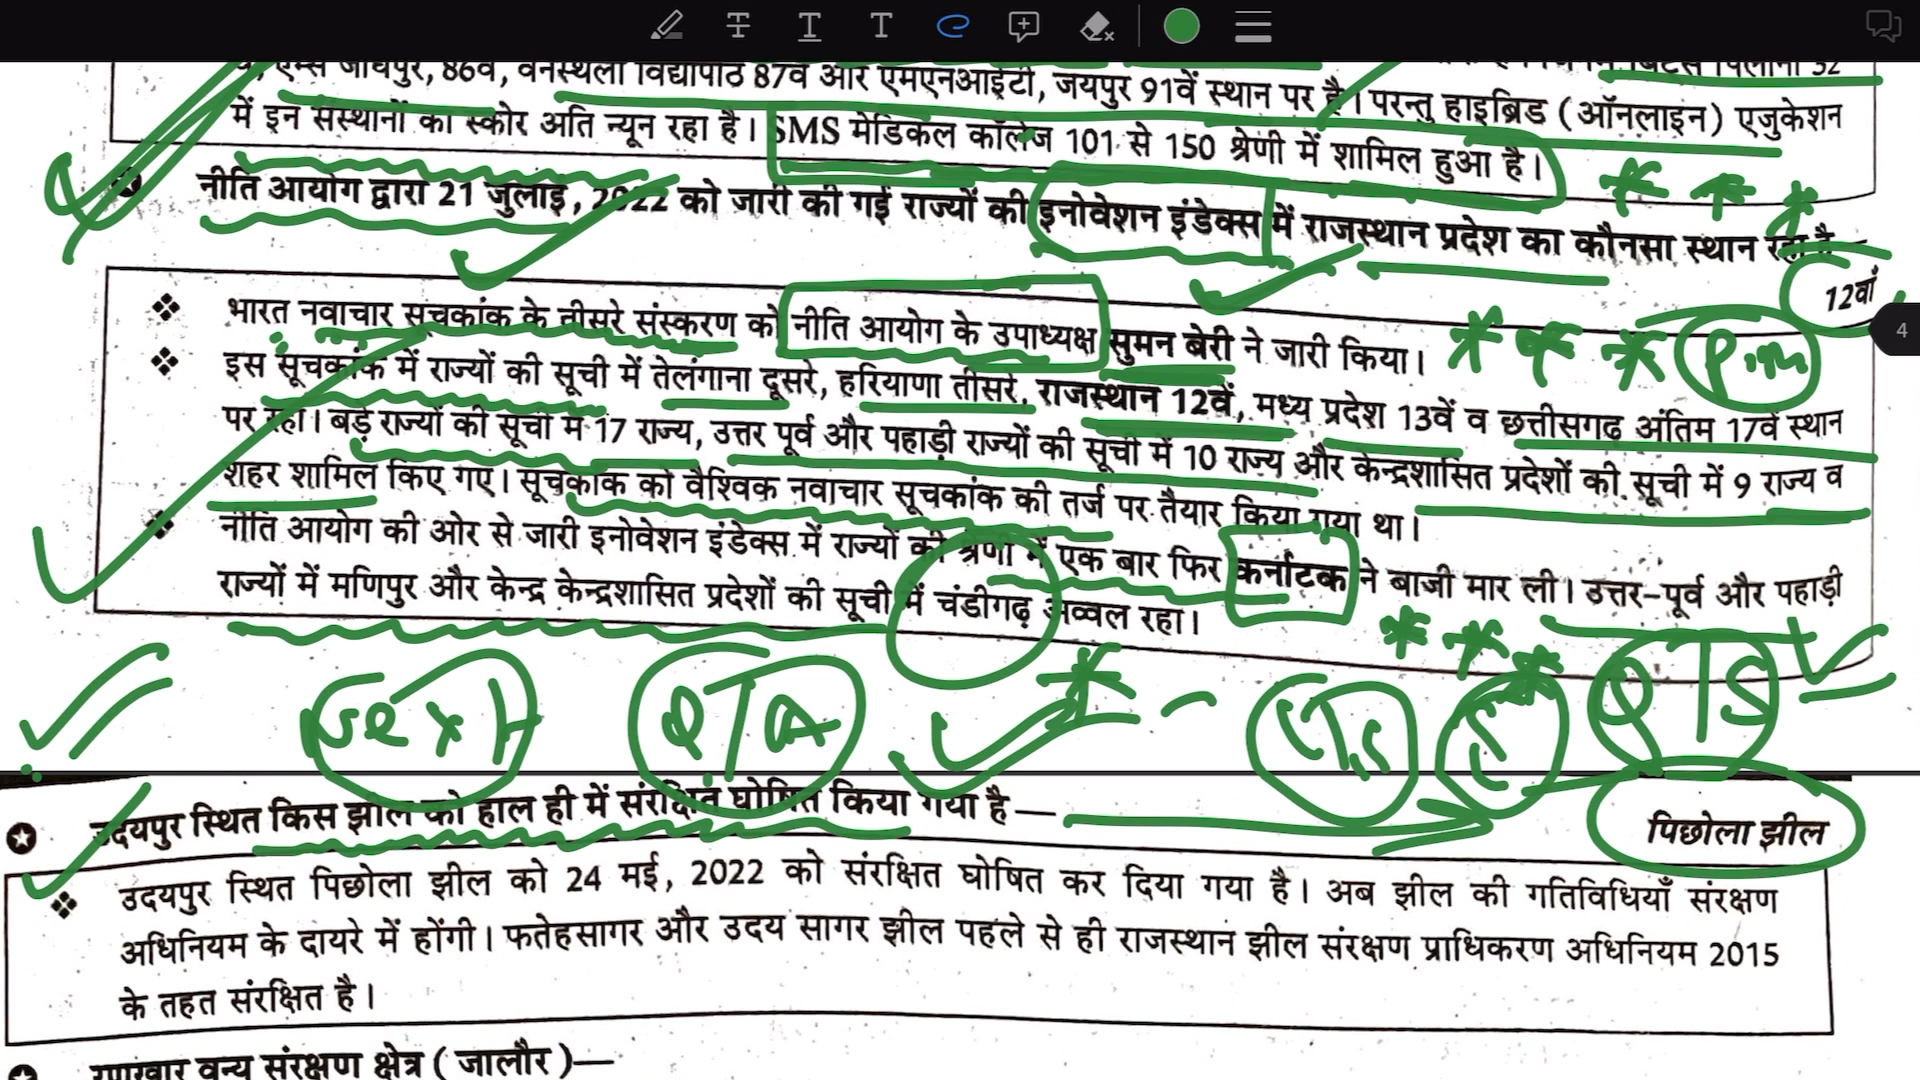 एम्स जोधपुर, 86वें, वनस्थली विद्यापीठ 87वें और एमएनआईटी, जयपुर 91वें स्थान पर है। परन्तु हाइब्रिड (ऑनलाइन) एजुकेशन
में इन संस्थानों का स्कोर अति न्यून रहा है। SMS मेडिकल कॉलेज 101 से 150 श्रेणी में शामिल हुआ है।
नीति आयोग द्वारा 21 जुलाई, 2022 को जारी की गई राज्यों की इनोवेशन इंडेक्स में राजस्थान प्रदेश का कौनसा स्थान रहा है
12वां
4
❖ भारत नवाचार सूचकांक के तीसरे संस्करण को नीति आयोग के उपाध्यक्ष सुमन बेरी ने जारी किया।
❖ इस सूचकांक में राज्यों की सूची में तेलंगाना दूसरे, हरियाणा तीसरे, राजस्थान 12वें, मध्य प्रदेश 13वें व छत्तीसगढ अंतिम 17वें स्थान
पर रहा। बड़े राज्यों की सूची में 17 राज्य, उत्तर पूर्व और पहाड़ी राज्यों की सूची में 10 राज्य और केन्द्रशासित प्रदेशों की सूची में 9 राज्य व
शहर शामिल किए गए। सूचकांक को वैश्विक नवाचार सूचकांक की तर्ज पर तैयार किया गया था।
❖ नीति आयोग की ओर से जारी इनोवेशन इंडेक्स में राज्यों की श्रेणी में एक बार फिर कर्नाटक ने बाजी मार ली। उत्तर-पूर्व और पहाड़ी
राज्यों में मणिपुर और केन्द्र केन्द्रशासित प्रदेशों की सूची में चंडीगढ़ अव्वल रहा।
उदयपुर स्थित किस झील को हाल ही में संरक्षित घोषित किया गया है—
पिछोला झील
❖ उदयपुर स्थित पिछोला झील को 24 मई, 2022 को संरक्षित घोषित कर दिया गया है। अब झील की गतिविधियाँ संरक्षण
अधिनियम के दायरे में होंगी। फतेहसागर और उदय सागर झील पहले से ही राजस्थान झील संरक्षण प्राधिकरण अधिनियम 2015
के तहत संरक्षित है।
वन्य संरक्षण क्षेत्र (जालौर)—